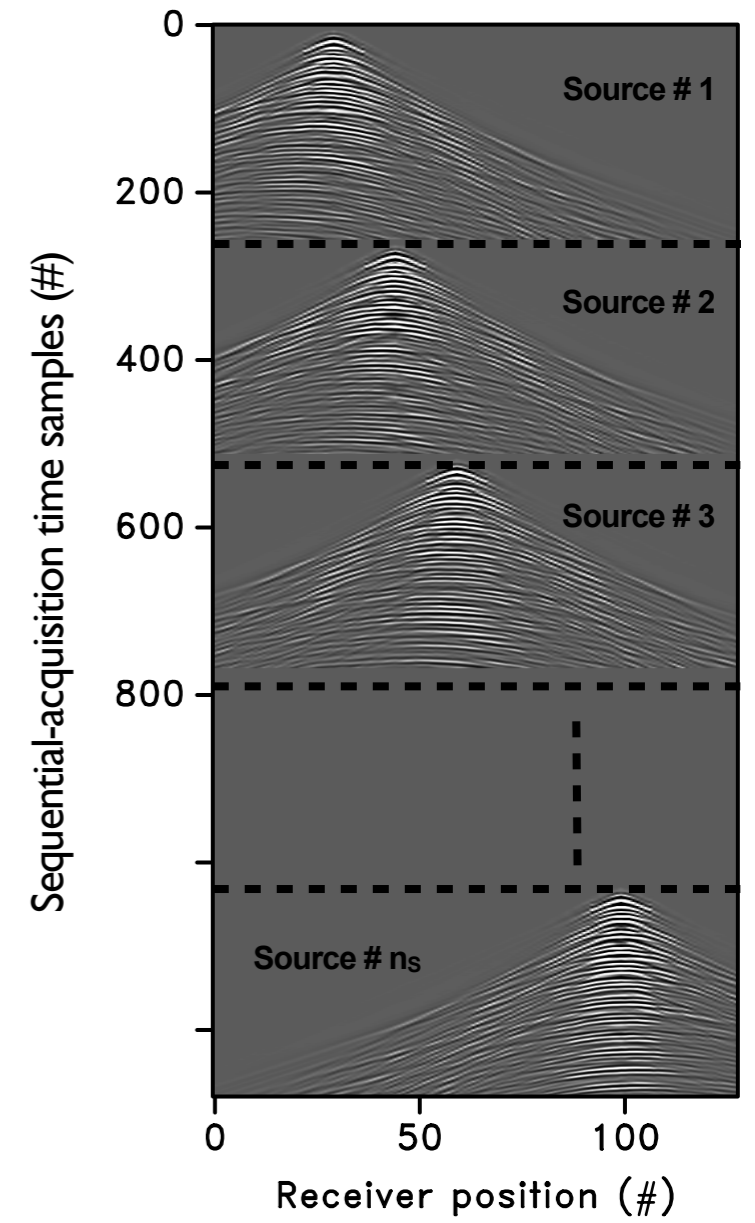 0
Source # 1
200
Source # 2
400
Source # 3
600
800
Source # nS
0 50 100
Receiver position (#)
Sequential-acquisition time samples (#)